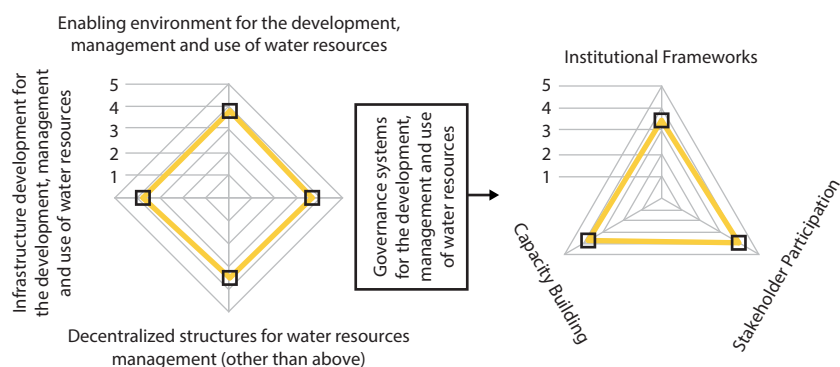 Enabling environment for the development,
management and use of water resources
Infrastructure development for
the development, management
and use of water resources
5
4
3
2
1
Decentralized structures for water resources
management (other than above)
Governance systems
for the development,
management and use
of water resources
Institutional Frameworks
5
4
3
2
1
Capacity Building
Stakeholder Participation